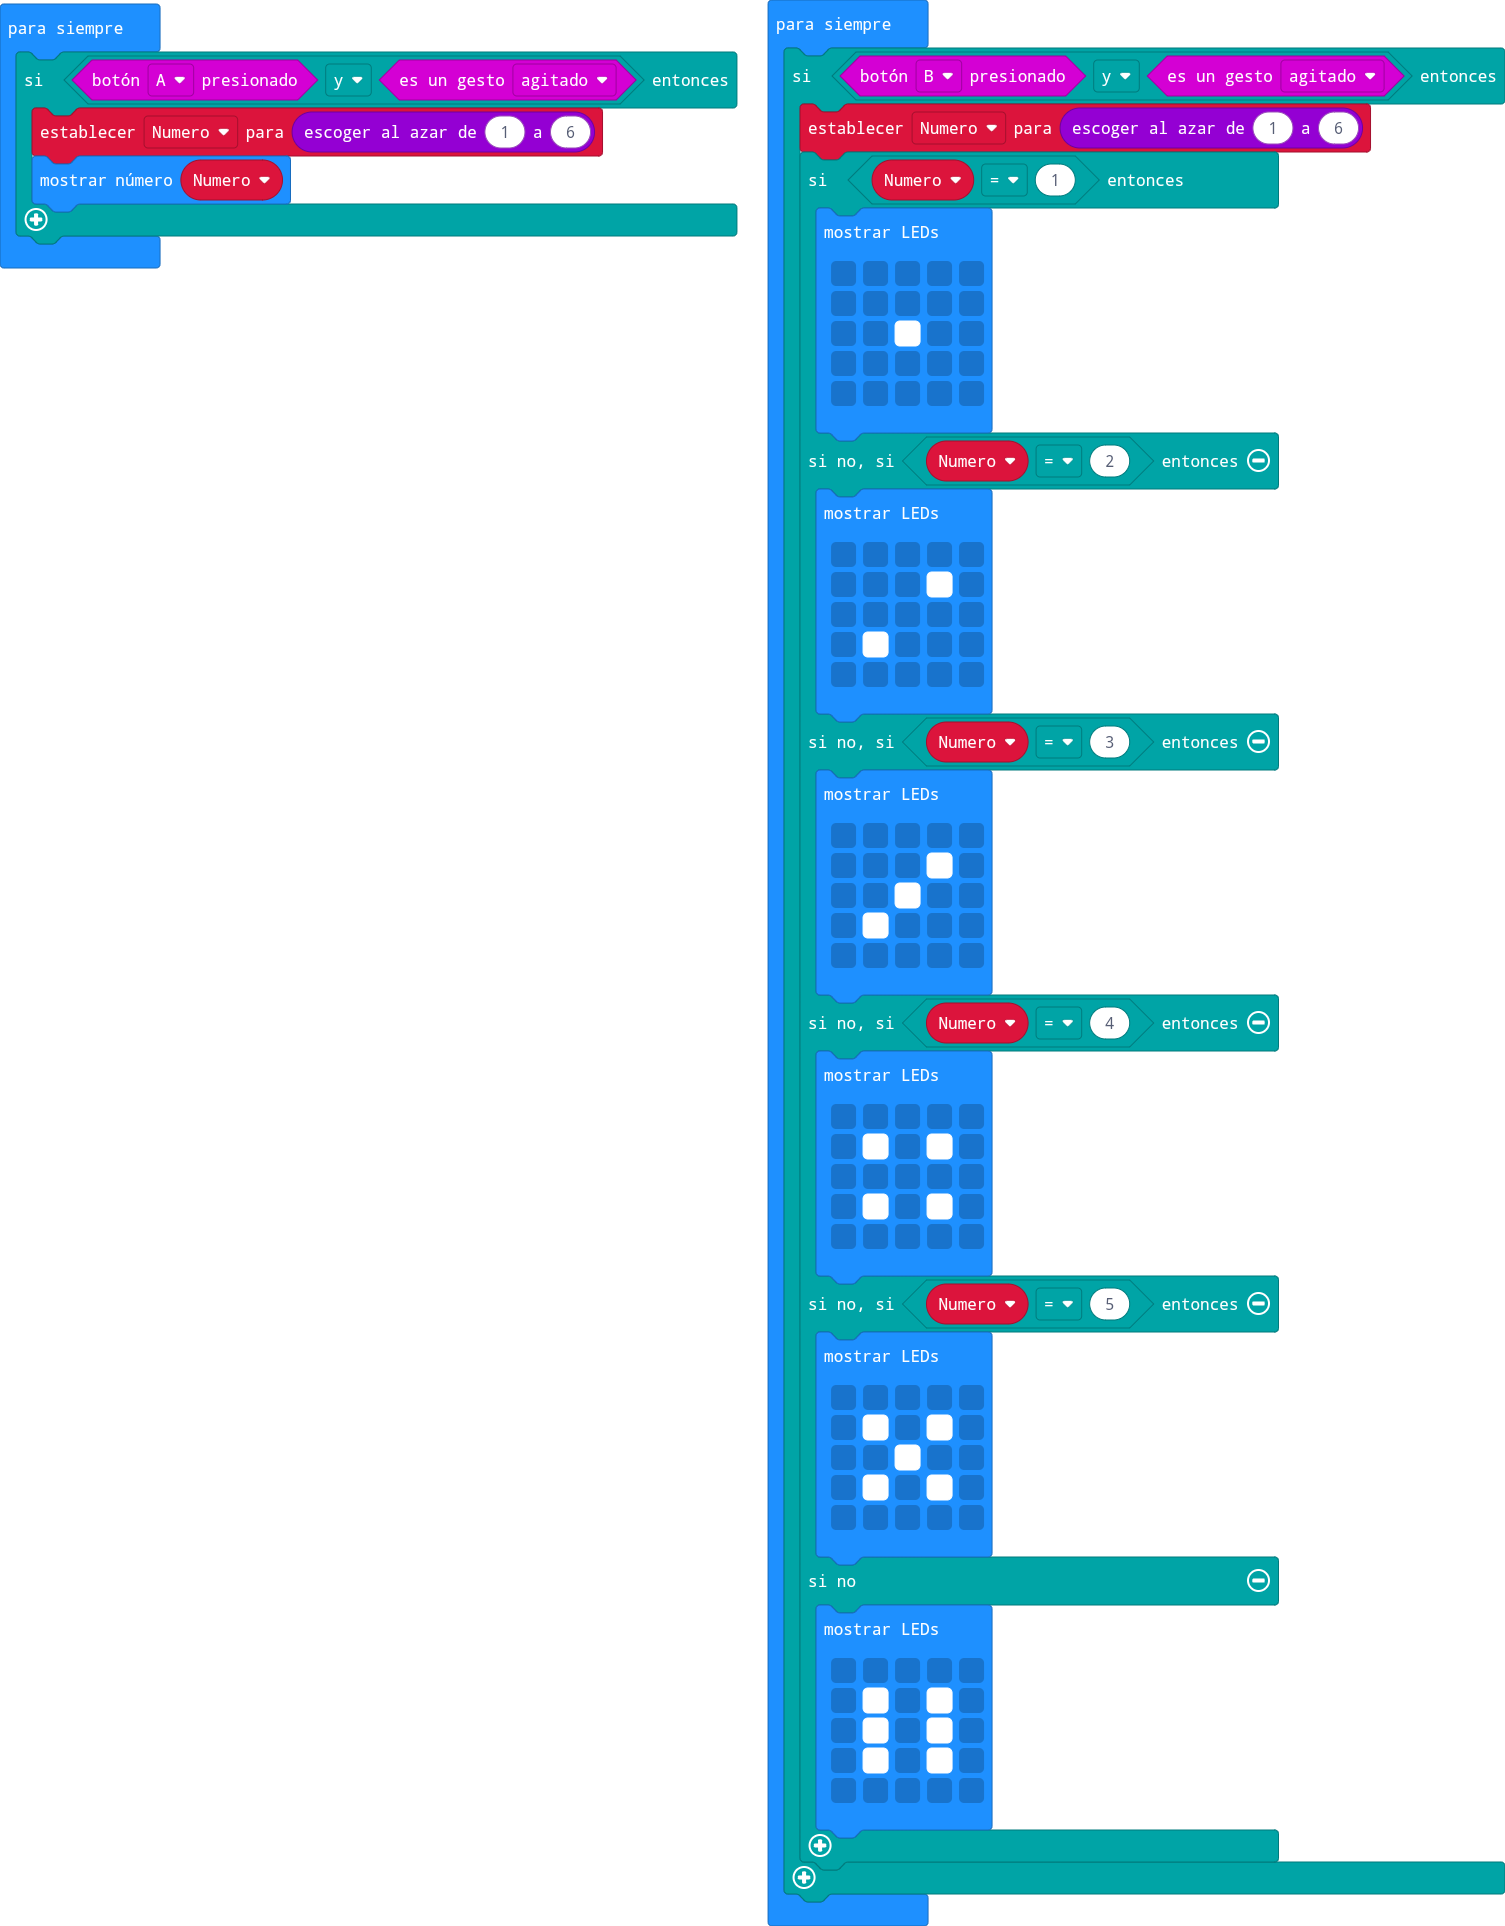 para siempre
si botón A presionado y es un gesto agitado entonces
establecer Numero para escoger al azar de 1 a 6
mostrar número Numero
para siempre
si botón B presionado y es un gesto agitado entonces
establecer Numero para escoger al azar de 1 a 6
si Numero = 1 entonces
mostrar LEDs
si no, si Numero = 2 entonces
mostrar LEDs
si no, si Numero = 3 entonces
mostrar LEDs
si no, si Numero = 4 entonces
mostrar LEDs
si no, si Numero = 5 entonces
mostrar LEDs
si no
mostrar LEDs